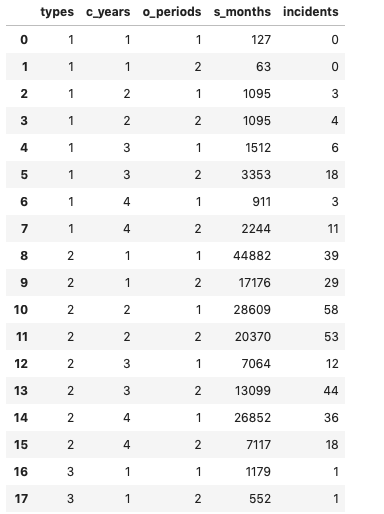 types c_years o_periods s_months incidents
0 1 1 1 127 0
1 1 1 2 63 0
2 1 2 1 1095 3
3 1 2 2 1095 4
4 1 3 1 1512 6
5 1 3 2 3353 18
6 1 4 1 911 3
7 1 4 2 2244 11
8 2 1 1 44882 39
9 2 1 2 17176 29
10 2 2 1 28609 58
11 2 2 2 20370 53
12 2 3 1 7064 12
13 2 3 2 13099 44
14 2 4 1 26852 36
15 2 4 2 7117 18
16 3 1 1 1179 1
17 3 1 2 552 1